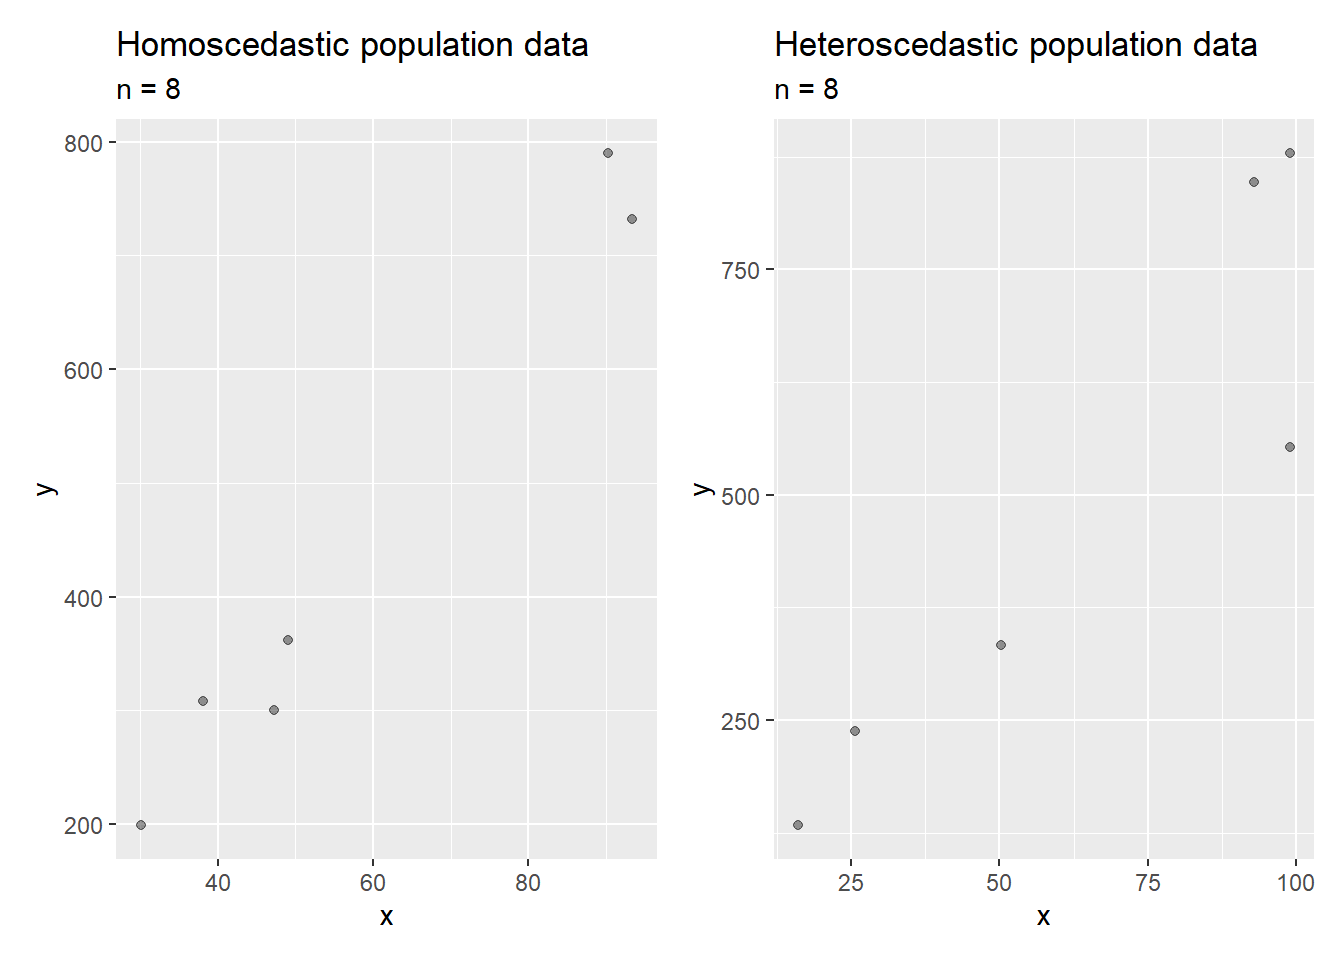 Homoscedastic population data
n = 8
800
600
400
200
y
40 60 80
x
Heteroscedastic population data
n = 8
750
500
250
y
25 50 75 100
x